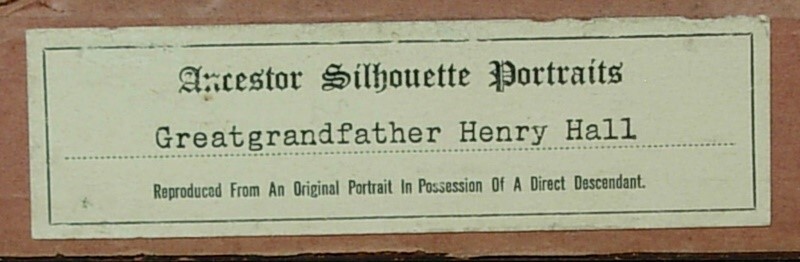 Ancestor Silhouette Portraits
Greatgrandfather Henry Hall
Reproduced From An Original Portrait In Possession Of A Direct Descendant.